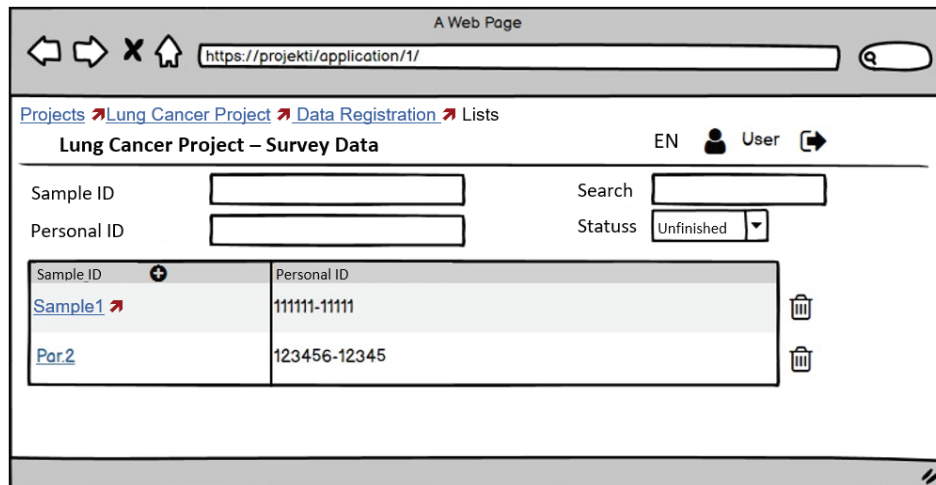 A Web Page
https://projekti/application/1/
Projects Lung Cancer Project Data Registration Lists
Lung Cancer Project – Survey Data
EN User
Sample ID
Search
Personal ID
Statuss Unfinished
Sample_ID Personal ID
Sample1 111111-11111
Par.2 123456-12345